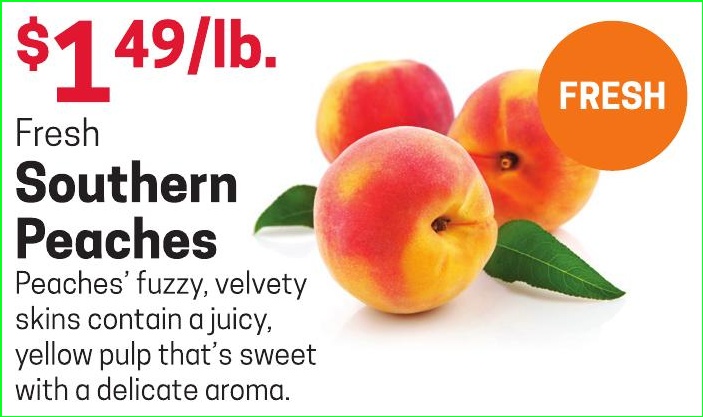 $1 49/lb.
FRESH
Fresh
Southern
Peaches
Peaches' fuzzy, velvety
skins contain a juicy,
yellow pulp that's sweet
with a delicate aroma.